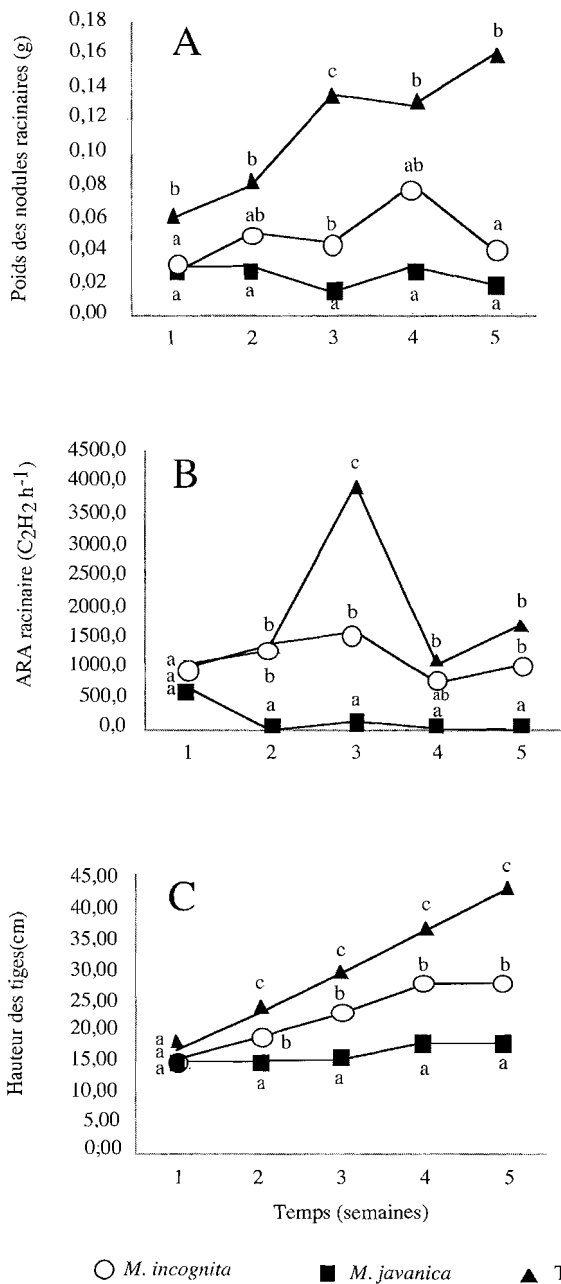 A
Poids des nodules racinaires (g)
0,18
0,14
0,12
0,10
0,08
0,06
0,04
0,02
0,00
b b c b b
a ab b ab a
a a a a a
1 2 3 4 5
B
ARA racinaire (C2H2 h-1)
4500,0
4000,0
3500,0
3000,0
2500,0
2000,0
1500,0
1000,0
500,0
0,0
a b c b b
a b b ab b
a a a a a
1 2 3 4 5
C
Hauteur des tiges(cm)
45,00
40,00
35,00
30,00
25,00
20,00
15,00
10,00
5,00
0;00
a c c c c
a b b b b
a a a a a
1 2 3 4 5
Temps (semaines)
M. incognita M. javanica T